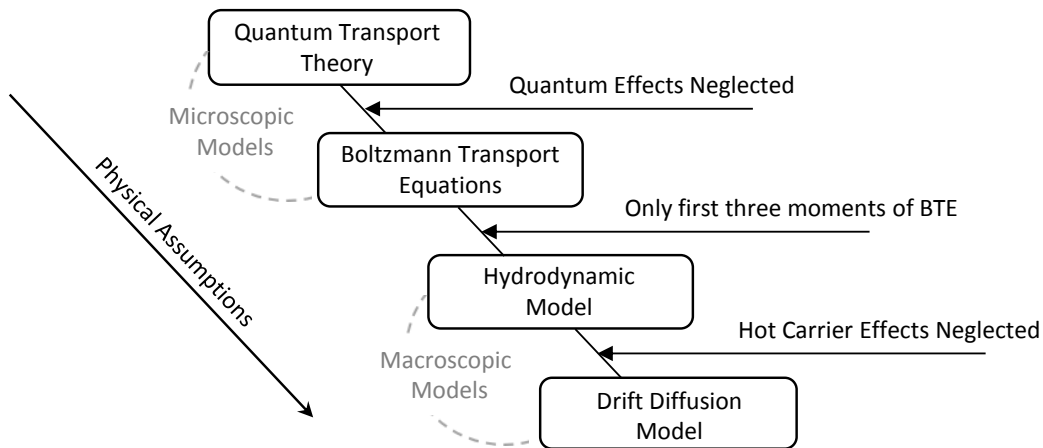 Quantum Transport
Theory
Quantum Effects Neglected
Microscopic
Models
Boltzmann Transport
Equations
Physical Assumptions
Only first three moments of BTE
Hydrodynamic
Model
Hot Carrier Effects Neglected
Macroscopic
Models
Drift Diffusion
Model